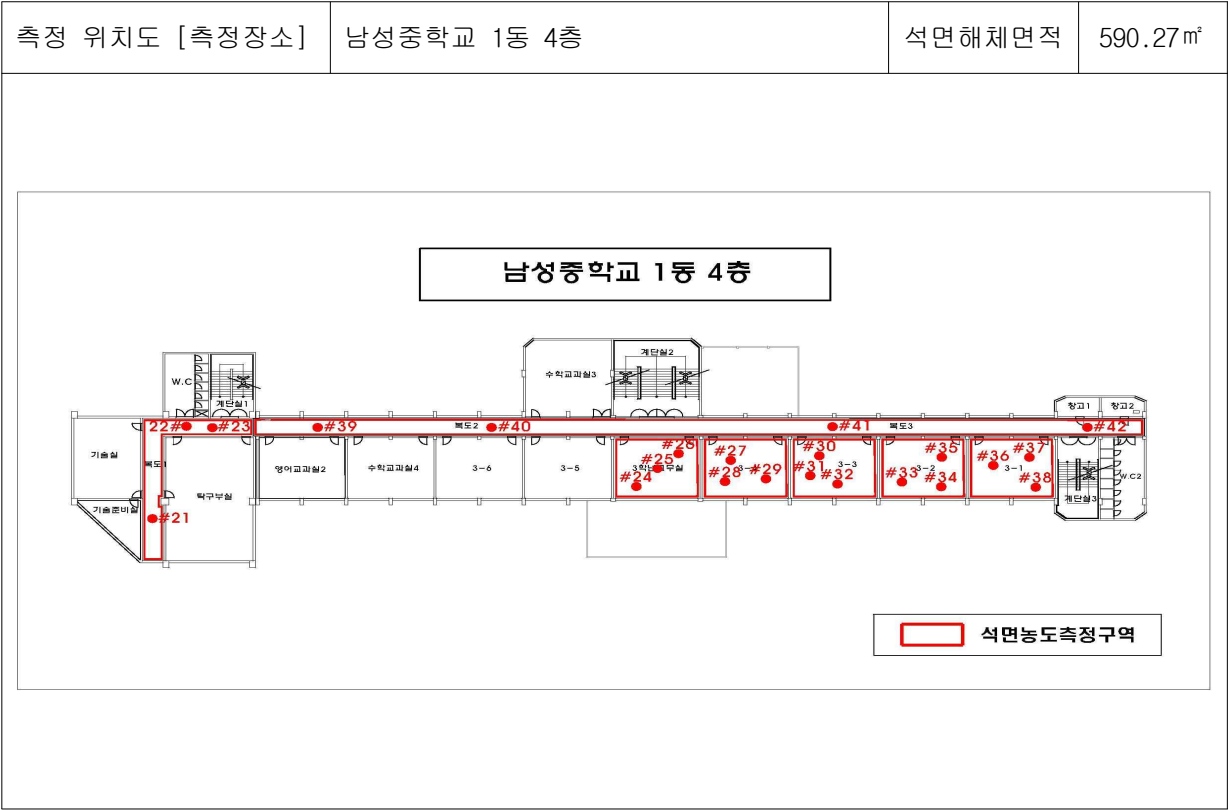 측정 위치도 [측정장소] 남성중학교 1동 4층 석면해체면적 590.27㎡
남성중학교 1동 4층
계단실2
수학교과실3
W.C
계단실1
창고1 창고2
22# #23 #39 복도2 #40 #41 복도3 #42
기술실 복도1 영어교과실2 수학교과실4 3-6 3-5
#24 #25 #26
#27 #28 #29
#30 #31 #32 3-3
#33 #34 #35 3-2
#36 #37 #38 3-1
W.C2
계단실3
탁구부실
기술준비실
#21
석면농도측정구역